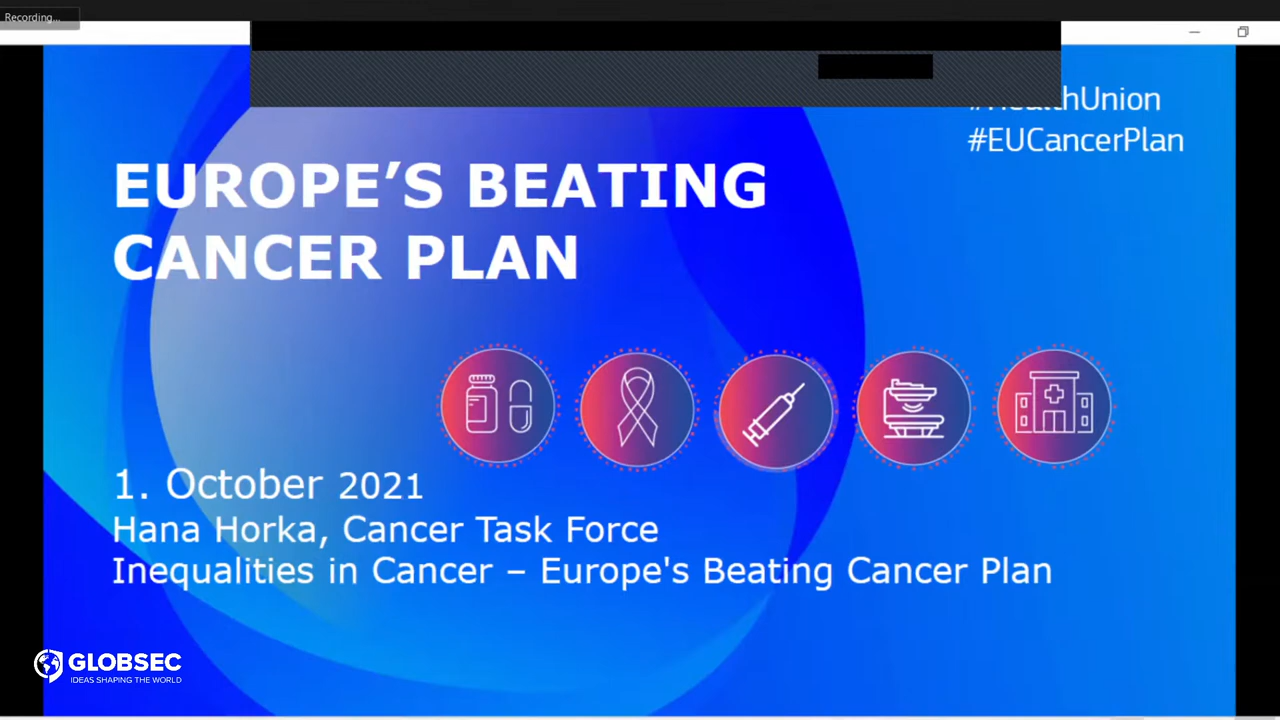 Recording...
#HealthUnion
#EUCancerPlan
EUROPE’S BEATING
CANCER PLAN
1. October 2021
Hana Horka, Cancer Task Force
Inequalities in Cancer – Europe's Beating Cancer Plan
GLOBSEC
IDEAS SHAPING THE WORLD